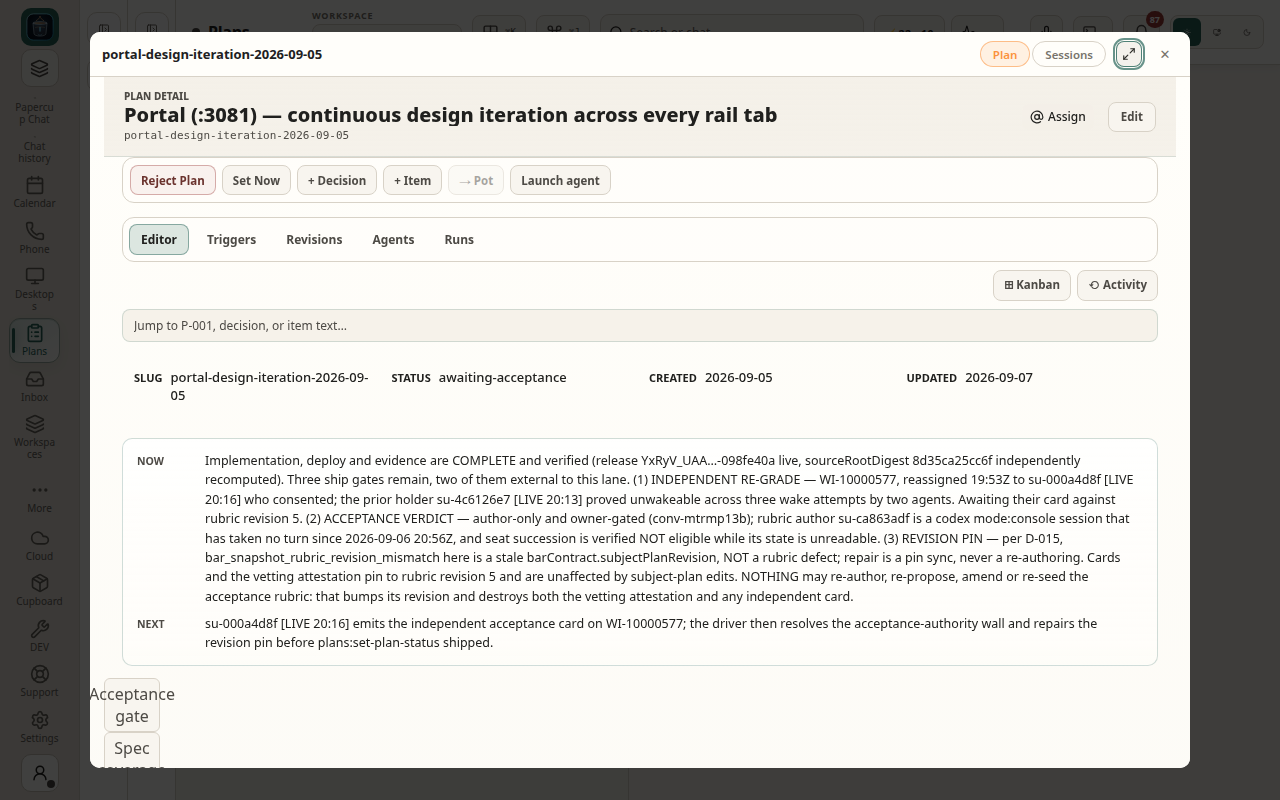 WORKSPACE
Plans
Search or chat
87
portal-design-iteration-2026-09-05
Plan
Sessions
×
PLAN DETAIL
Portal (:3081) — continuous design iteration across every rail tab
portal-design-iteration-2026-09-05
@ Assign
Edit
Reject Plan
Set Now
+ Decision
+ Item
→ Pot
Launch agent
Editor
Triggers
Revisions
Agents
Runs
⊞ Kanban
⟲ Activity
Jump to P-001, decision, or item text...
SLUG portal-design-iteration-2026-09-
05
STATUS awaiting-acceptance
CREATED 2026-09-05
UPDATED 2026-09-07
NOW
Implementation, deploy and evidence are COMPLETE and verified (release YxRyV_UAA…-098fe40a live, sourceRootDigest 8d35ca25cc6f independently
recomputed). Three ship gates remain, two of them external to this lane. (1) INDEPENDENT RE-GRADE — WI-10000577, reassigned 19:53Z to su-000a4d8f [LIVE
20:16] who consented; the prior holder su-4c6126e7 [LIVE 20:13] proved unwakeable across three wake attempts by two agents. Awaiting their card against
rubric revision 5. (2) ACCEPTANCE VERDICT — author-only and owner-gated (conv-mtrmp13b); rubric author su-ca863adf is a codex mode:console session that
has taken no turn since 2026-09-06 20:56Z, and seat succession is verified NOT eligible while its state is unreadable. (3) REVISION PIN — per D-015,
bar_snapshot_rubric_revision_mismatch here is a stale barContract.subjectPlanRevision, NOT a rubric defect; repair is a pin sync, never a re-authoring. Cards
and the vetting attestation pin to rubric revision 5 and are unaffected by subject-plan edits. NOTHING may re-author, re-propose, amend or re-seed the
acceptance rubric: that bumps its revision and destroys both the vetting attestation and any independent card.
NEXT
su-000a4d8f [LIVE 20:16] emits the independent acceptance card on WI-10000577; the driver then resolves the acceptance-authority wall and repairs the
revision pin before plans:set-plan-status shipped.
Acceptance
gate
Spec
coverage
Papercu
p Chat
Chat
history
Calendar
Phone
Desktop
s
Plans
Inbox
Workspa
ces
More
Cloud
Cupboard
DEV
Support
Settings